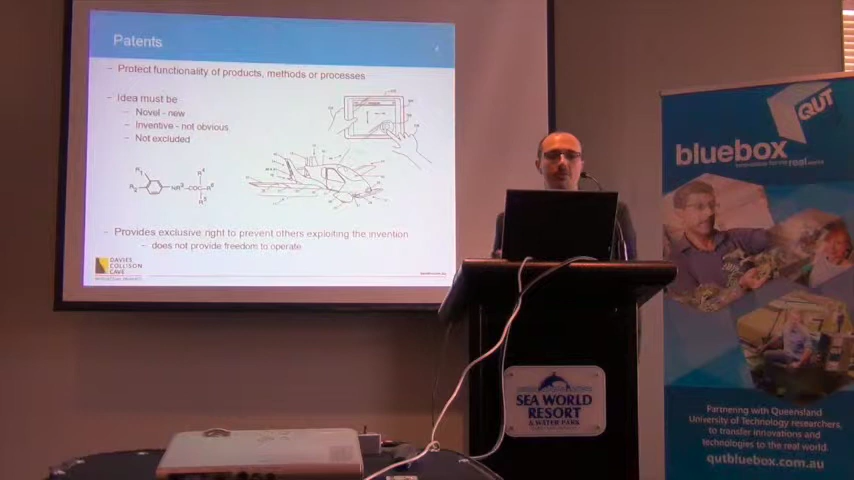 Patents
– Protect functionality of products, methods or processes
– Idea must be
– Novel - new
– Inventive - not obvious
– Not excluded
– Provides exclusive right to prevent others exploiting the invention
– does not provide freedom to operate
DAVIES
COLLISON
CAVE
SEA WORLD
RESORT
& WATER PARK
QUT
bluebox
Partnering with Queensland
University of Technology researchers,
to transfer innovations and
technologies to the real world.
qutbluebox.com.au